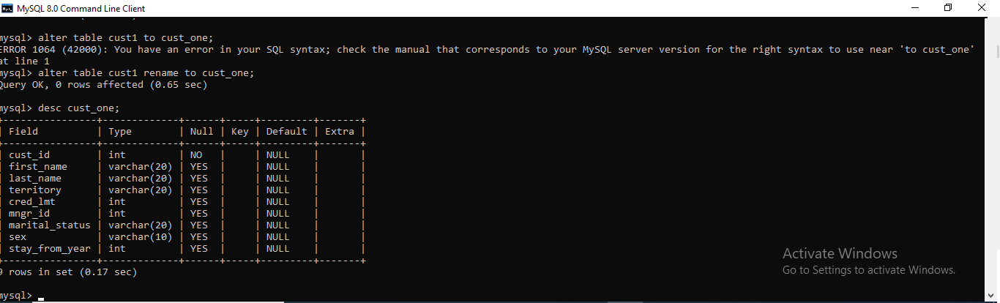 MySQL 8.0 Command Line Client
mysql> alter table cust1 to cust_one;
ERROR 1064 (42000): You have an error in your SQL syntax; check the manual that corresponds to your MySQL server version for the right syntax to use near 'to cust_one'
at line 1
mysql> alter table cust1 rename to cust_one;
Query OK, 0 rows affected (0.65 sec)
mysql> desc cust_one;
+----------------+-------------+------+-----+---------+-------+
| Field          | Type        | Null | Key | Default | Extra |
+----------------+-------------+------+-----+---------+-------+
| cust_id        | int         | NO   |     | NULL    |       |
| first_name     | varchar(20) | YES  |     | NULL    |       |
| last_name      | varchar(20) | YES  |     | NULL    |       |
| territory      | varchar(20) | YES  |     | NULL    |       |
| cred_lmt       | int         | YES  |     | NULL    |       |
| mngr_id        | int         | YES  |     | NULL    |       |
| marital_status | varchar(20) | YES  |     | NULL    |       |
| sex            | varchar(10) | YES  |     | NULL    |       |
| stay_from_year | int         | YES  |     | NULL    |       |
+----------------+-------------+------+-----+---------+-------+
9 rows in set (0.17 sec)
mysql>
Activate Windows
Go to Settings to activate Windows.